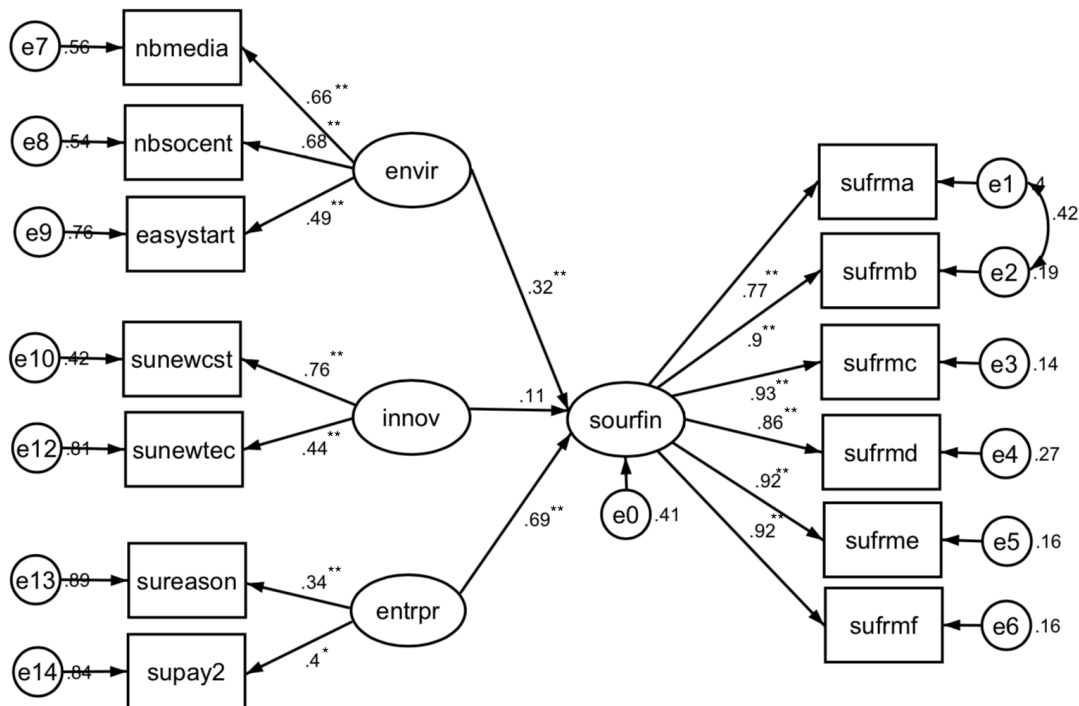 e7
.56
nbmedia
.66**
e8
.54
nbsocent
.68**
envir
e9
.76
easystart
.49**
.32**
e10
.42
sunewcst
.76**
innov
.11
e12
.81
sunewtec
.44**
e13
.89
sureason
.34**
entrpr
.69**
e14
.84
supay2
.4*
sourfin
e0
.41
.77**
sufrma
e1
.4
.42
.9**
sufrmb
e2
.19
.93**
sufrmc
e3
.14
.86**
sufrmd
e4
.27
.92**
sufrme
e5
.16
.92**
sufrmf
e6
.16